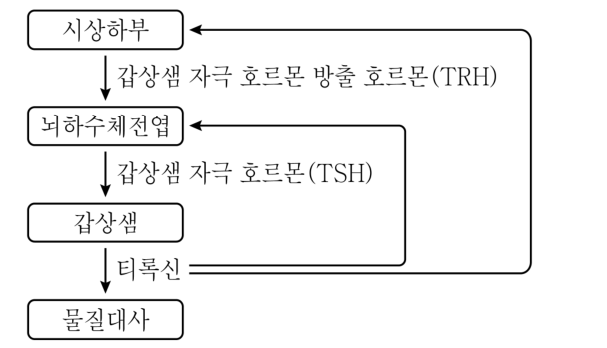 시상하부
갑상샘 자극 호르몬 방출 호르몬(TRH)
뇌하수체전엽
갑상샘 자극 호르몬(TSH)
갑상샘
티록신
물질대사